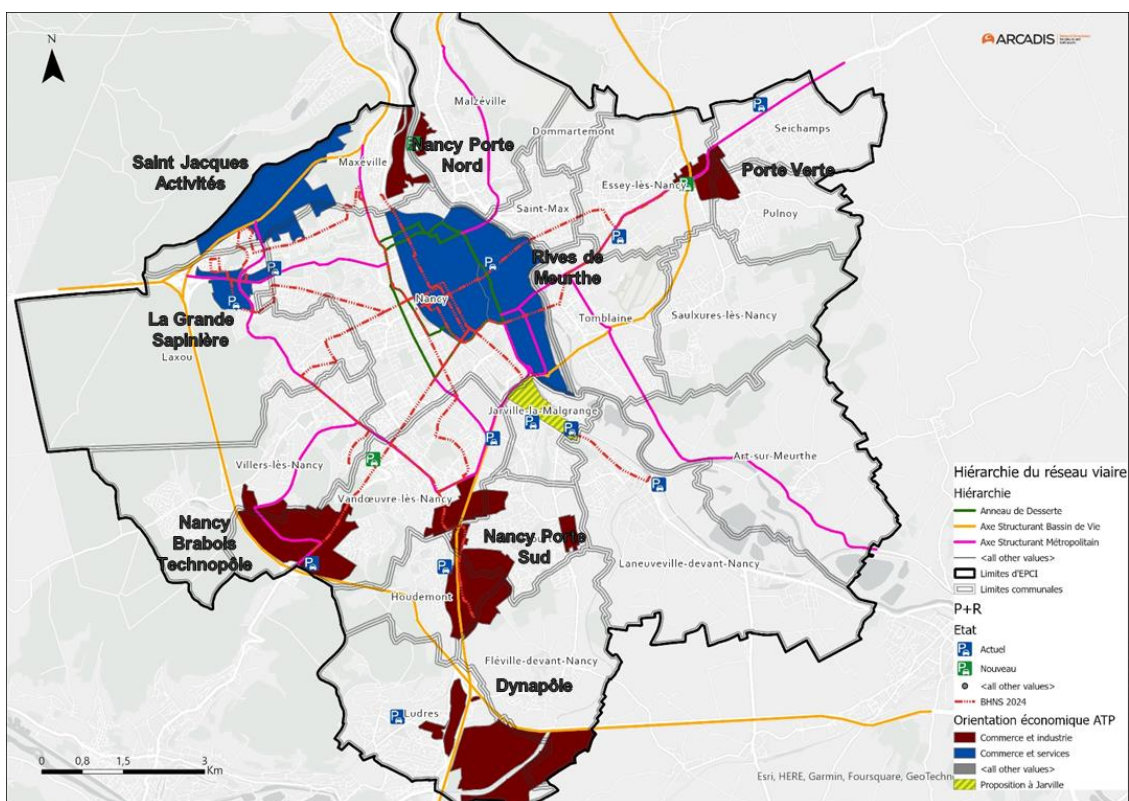 N
ARCADIS
Malzéville
Dommartemont
Seichamps
Saint Jacques
Activités
Maxéville
Nancy Porte
Nord
Essey-lès-Nancy
Porte Verte
Saint-Max
Pulnoy
Rives de
Meurthe
Nancy
Tomblaine
Saulxures-lès-Nancy
La Grande
Sapinière
Laxou
Jarville-la-Malgrange
Art-sur-Meurthe
Villers-lès-Nancy
Vandœuvre-lès-Nancy
Nancy
Brabois
Technopôle
Nancy Porte
Sud
Laneuveville-devant-Nancy
Houdemont
Fléville-devant-Nancy
Dynapôle
Ludres
0 0,8 1,5 3
Km
Hiérarchie du réseau viaire
Hiérarchie
Anneau de Desserte
Axe Structurant Bassin de Vie
Axe Structurant Métropolitain
<all other values>
Limites d'EPCI
Limites communales
P+R
Etat
Actuel
Nouveau
<all other values>
BHNS 2024
Orientation économique ATP
Commerce et industrie
Commerce et services
<all other values>
Proposition à Jarville
Esri, HERE, Garmin, Foursquare, GeoTechn